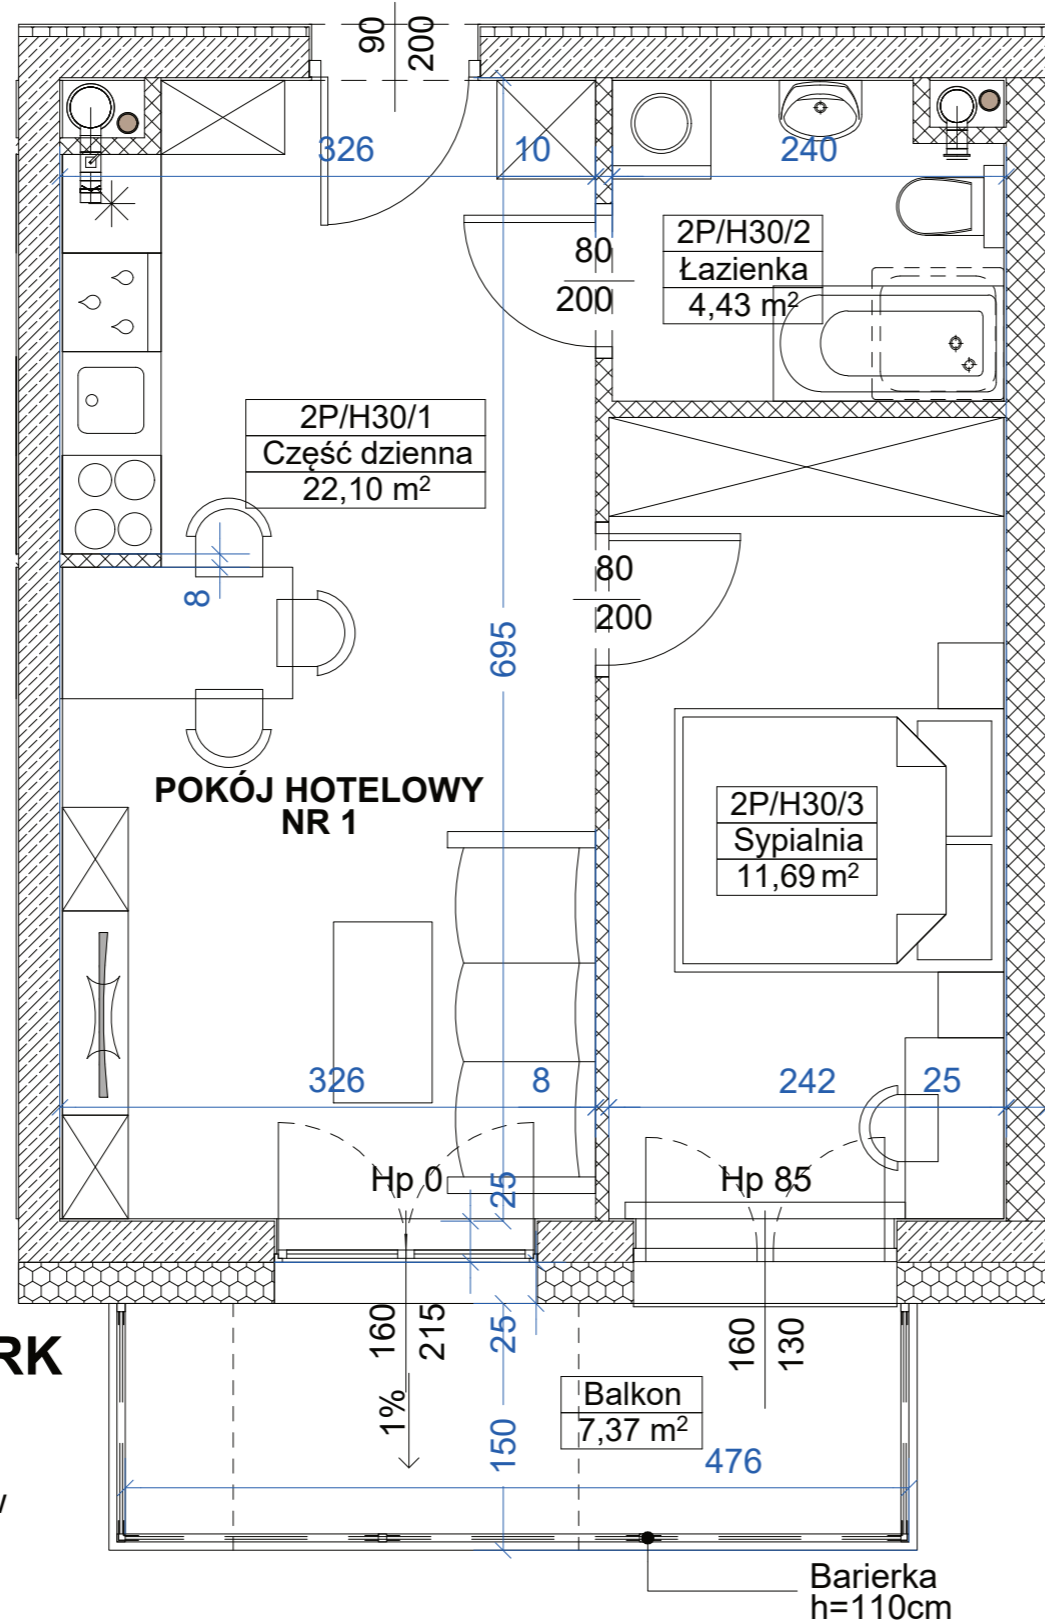 90
200
326
10
240
80
200
2P/H30/2
Łazienka
4,43 m²
2P/H30/1
Część dzienna
22,10 m²
80
200
8
695
POKÓJ HOTELOWY
NR 1
2P/H30/3
Sypialnia
11,69 m²
326
8
242
25
Hp 0
25
Hp 85
160
215
25
160
130
RK
1%
150
Balkon
7,37 m²
476
Barierka
h=110cm